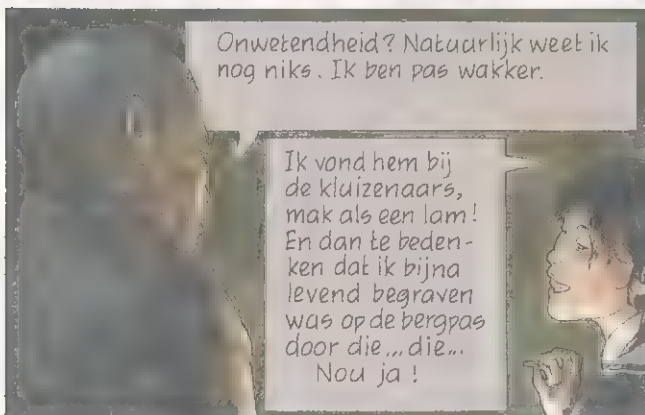 Onwetendheid? Natuurlijk weet ik
nog niks. Ik ben pas wakker.
Ik vond hem bij
de kluizenaars,
mak als een lam!
En dan te beden-
ken dat ik bijna
levend begraven
was op de bergpas
door die... die...
Nou ja!